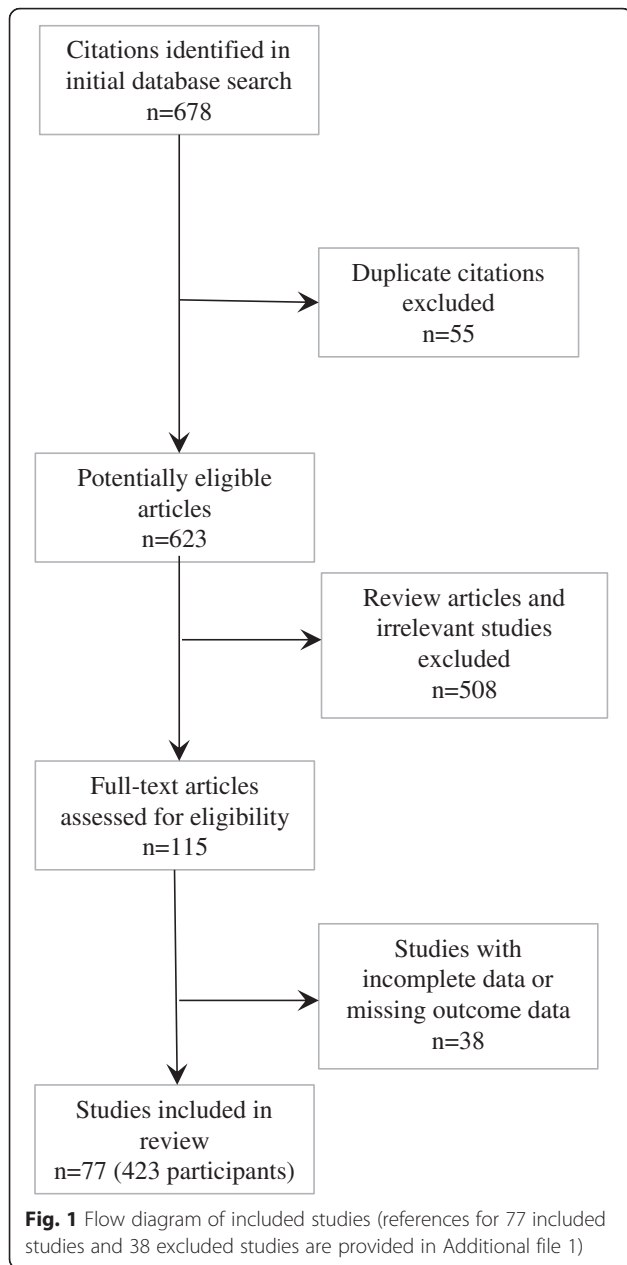 Citations identified in
initial database search
n=678
Duplicate citations
excluded
n=55
Potentially eligible
articles
n=623
Review articles and
irrelevant studies
excluded
n=508
Full-text articles
assessed for eligibility
n=115
Studies with
incomplete data or
missing outcome data
n=38
Studies included in
review
n=77 (423 participants)
Fig. 1 Flow diagram of included studies (references for 77 included
studies and 38 excluded studies are provided in Additional file 1)